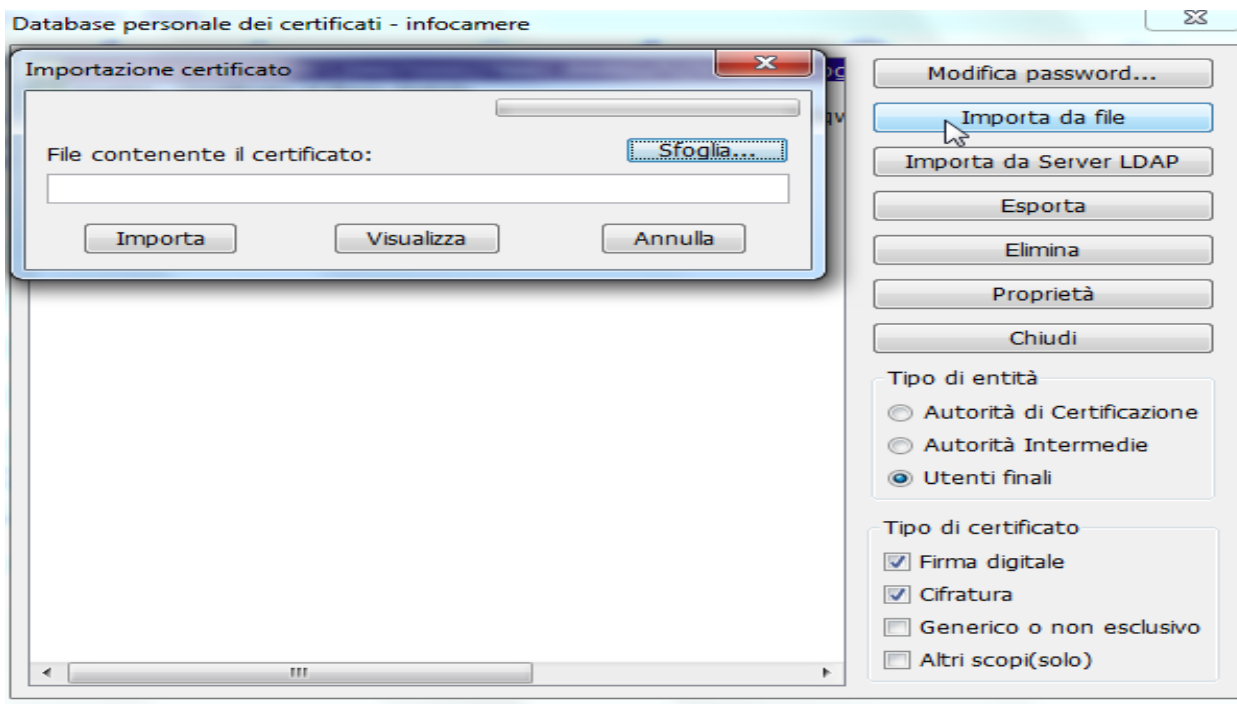 Database personale dei certificati - infocamere
Importazione certificato
File contenente il certificato:
Sfoglia...
Importa
Visualizza
Annulla
Modifica password...
Importa da file
Importa da Server LDAP
Esporta
Elimina
Proprietà
Chiudi
Tipo di entità
Autorità di Certificazione
Autorità Intermedie
Utenti finali
Tipo di certificato
Firma digitale
Cifratura
Generico o non esclusivo
Altri scopi(solo)